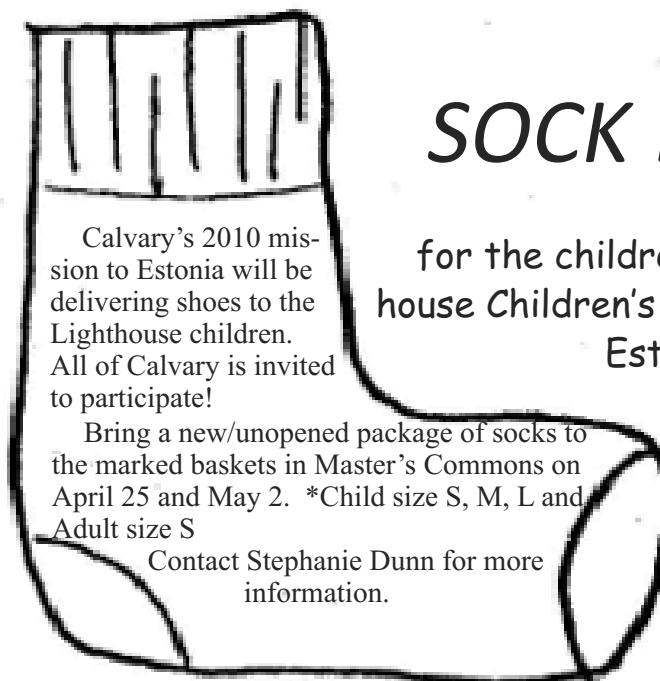 SOCK
for the childre
house Children's
Est
Calvary's 2010 mis-
sion to Estonia will be
delivering shoes to the
Lighthouse children.
All of Calvary is invited
to participate!
Bring a new/unopened package of socks to
the marked baskets in Master's Commons on
April 25 and May 2.  *Child size S, M, L and
Adult size S
Contact Stephanie Dunn for more
information.